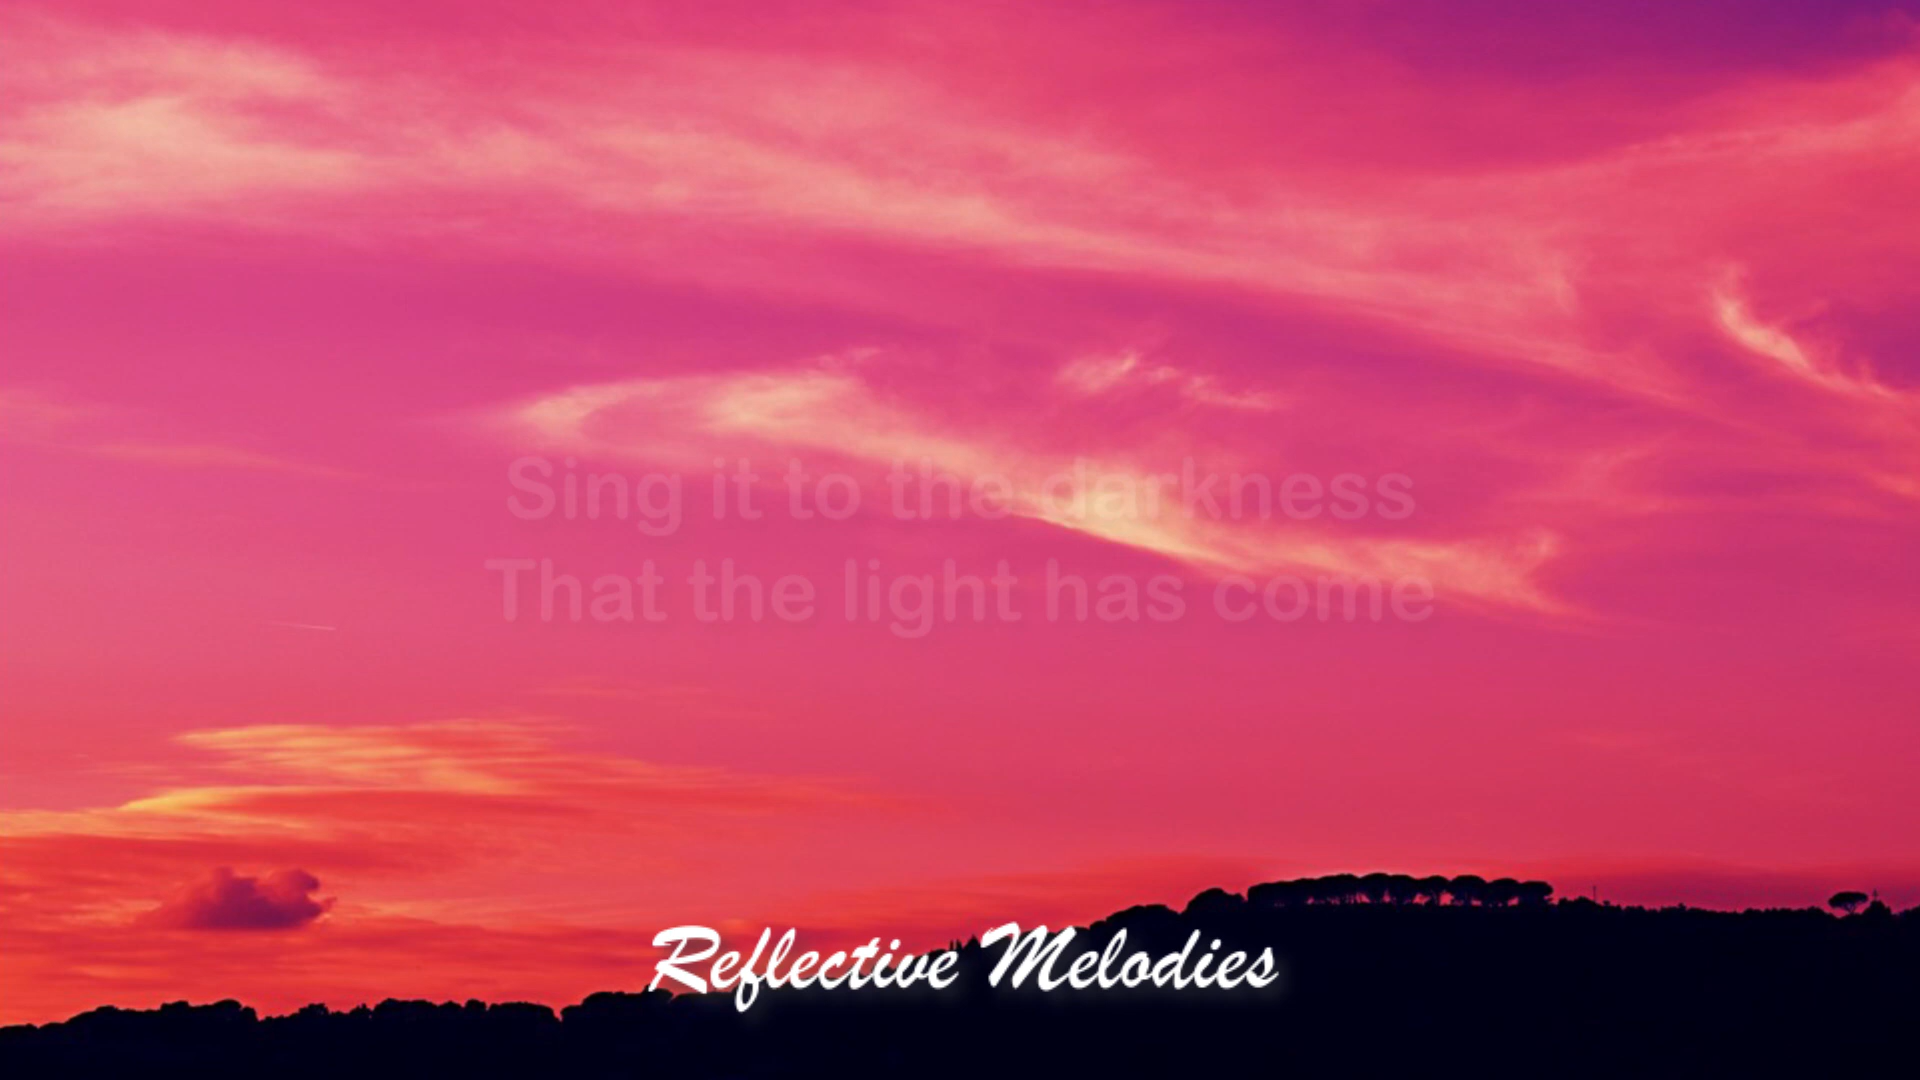 Sing it to the darkness
That the light has come
Reflective Melodies